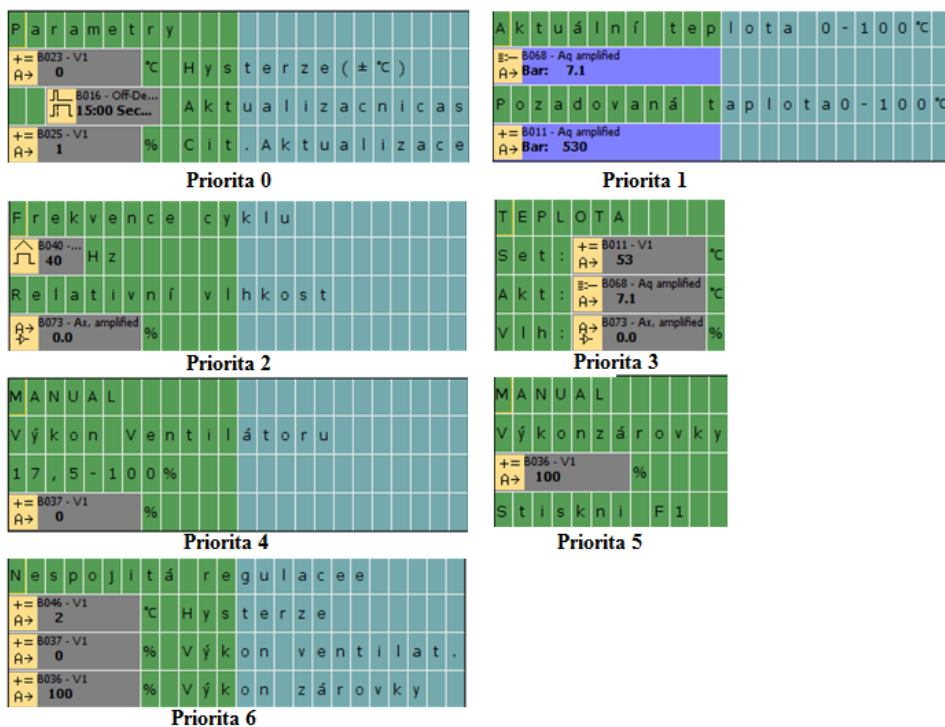 Parametry
B023 - V1
0 °C Hysterze(±°C)
B016 - Off-De...
15:00 Sec... Aktualizacnicas
B025 - V1
1 % Cit.Aktualizace
Priorita 0
Aktuální teplota 0-100°C
B068 - Aq amplified
Bar: 7.1
Pozadovaná taplota0-100°C
B011 - Aq amplified
Bar: 530
Priorita 1
Frekvence cyklu
B040 -...
40 Hz
Relativní vlhkost
B073 - Ax, amplified
0.0 %
Priorita 2
TEPLOTA
B011 - V1
Set: += A→ 53 °C
B068 - Aq amplified
Akt: A→ 7.1 °C
B073 - Ax, amplified
Vlh: A→ 0.0 %
Priorita 3
MANUAL
Výkon Ventilátoru
17,5-100%
B037 - V1
0 %
Priorita 4
MANUAL
Výkonzárovky
B036 - V1
100 %
Stiskni F1
Priorita 5
Nespojitá regulacee
B046 - V1
2 °C Hysterze
B037 - V1
0 % Výkon ventilat.
B036 - V1
100 % Výkon zárovky
Priorita 6